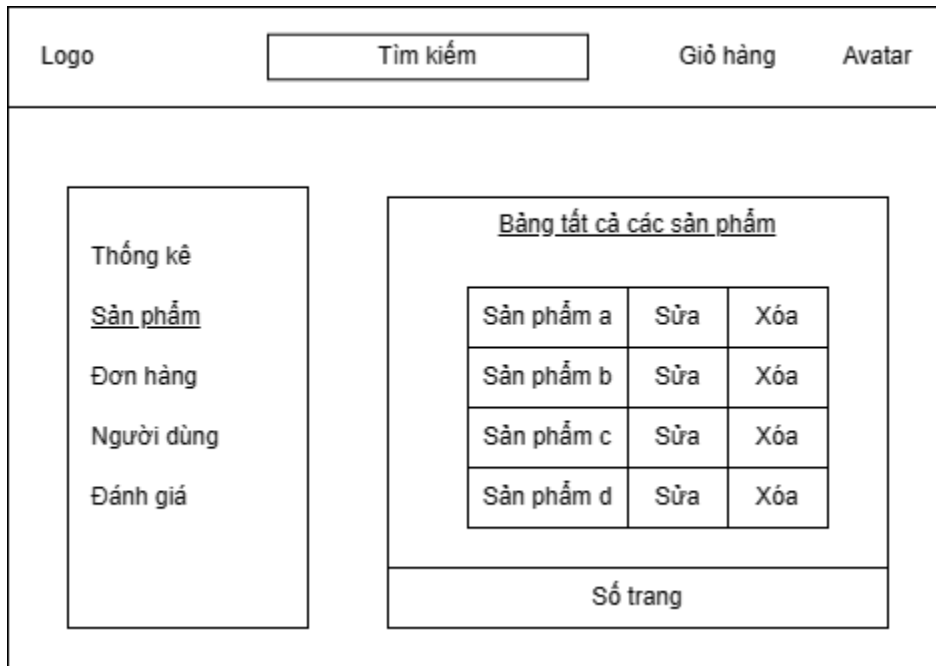 Logo Tìm kiếm Giỏ hàng Avatar
Thống kê
Sản phẩm
Đơn hàng
Người dùng
Đánh giá
Bảng tất cả các sản phẩm
Sản phẩm a Sửa Xóa
Sản phẩm b Sửa Xóa
Sản phẩm c Sửa Xóa
Sản phẩm d Sửa Xóa
Số trang